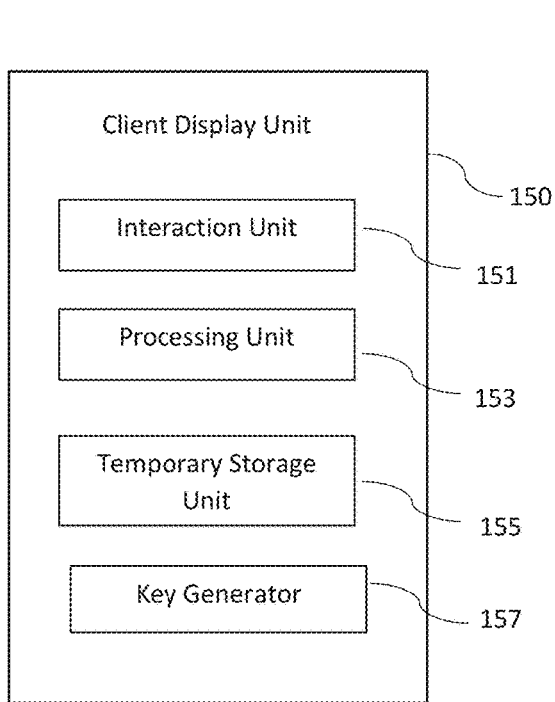 Client Display Unit
150
Interaction Unit
151
Processing Unit
153
Temporary Storage
Unit
155
Key Generator
157